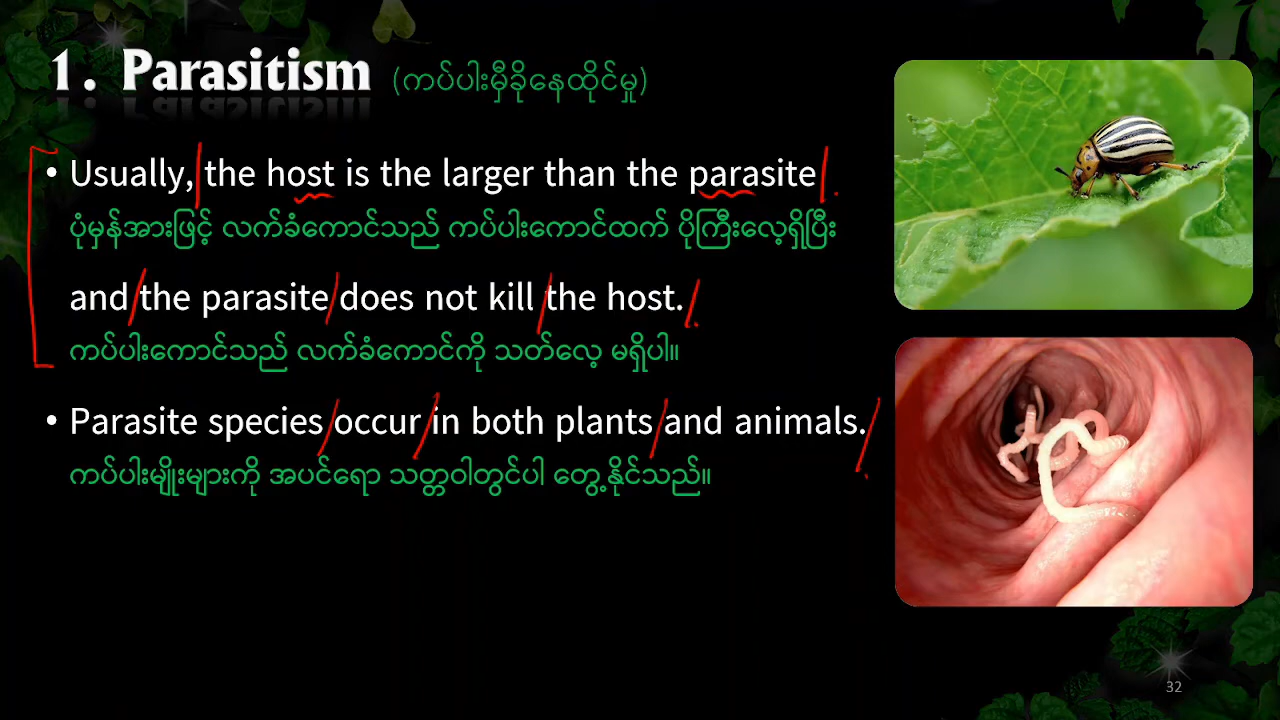 1. Parasitism (ကပ်ပါးမှီခိုနေထိုင်မှု)
• Usually, the host is the larger than the parasite
ပုံမှန်အားဖြင့် လက်ခံကောင်သည် ကပ်ပါးကောင်ထက် ပိုကြီးလေ့ရှိပြီး
and the parasite does not kill the host.
ကပ်ပါးကောင်သည် လက်ခံကောင်ကို သတ်လေ့ မရှိပါ။
• Parasite species occur in both plants and animals.
ကပ်ပါးမျိုးများကို အပင်ရော သတ္တဝါတွင်ပါ တွေ့နိုင်သည်။
32